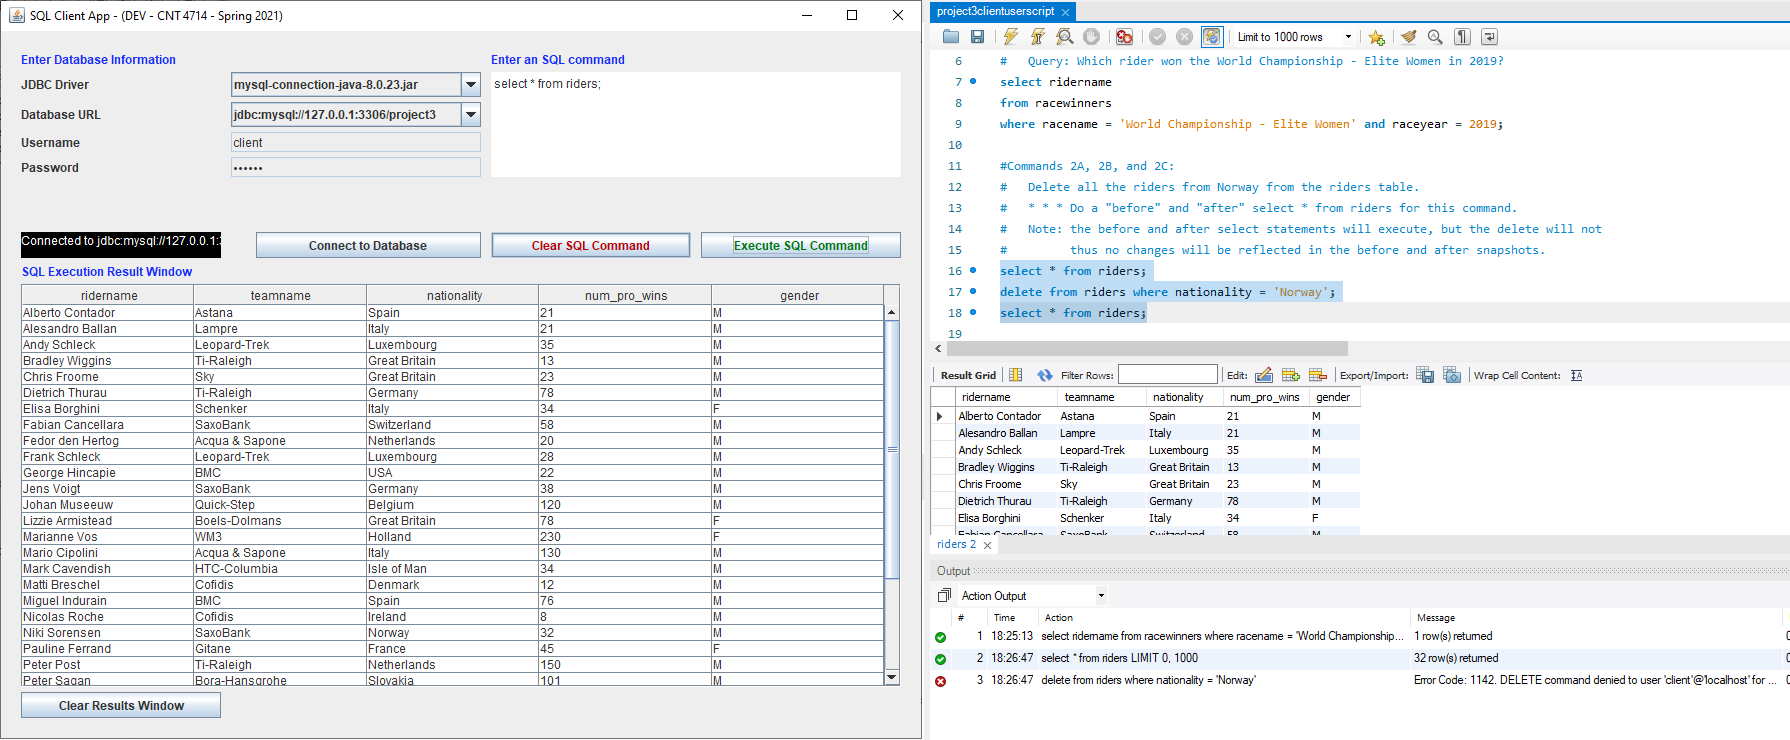 SQL Client App - (DEV - CNT 4714 - Spring 2021)
Enter Database Information
JDBC Driver
mysql-connection-java-8.0.23.jar
Database URL
jdbc:mysql://127.0.0.1:3306/project3
Username
client
Password
••••••
Enter an SQL command
select * from riders;
Connected to jdbc:mysql://127.0.0.1:
Connect to Database
Clear SQL Command
Execute SQL Command
SQL Execution Result Window
ridername teamname nationality num_pro_wins gender
Alberto Contador Astana Spain 21 M
Alesandro Ballan Lampre Italy 21 M
Andy Schleck Leopard-Trek Luxembourg 35 M
Bradley Wiggins Ti-Raleigh Great Britain 13 M
Chris Froome Sky Great Britain 23 M
Dietrich Thurau Ti-Raleigh Germany 78 M
Elisa Borghini Schenker Italy 34 F
Fabian Cancellara SaxoBank Switzerland 58 M
Fedor den Hertog Acqua & Sapone Netherlands 20 M
Frank Schleck Leopard-Trek Luxembourg 28 M
George Hincapie BMC USA 22 M
Jens Voigt SaxoBank Germany 38 M
Johan Museeuw Quick-Step Belgium 120 M
Lizzie Armistead Boels-Dolmans Great Britain 78 F
Marianne Vos WM3 Holland 230 F
Mario Cipolini Acqua & Sapone Italy 130 M
Mark Cavendish HTC-Columbia Isle of Man 34 M
Matti Breschel Cofidis Denmark 12 M
Miguel Indurain BMC Spain 76 M
Nicolas Roche Cofidis Ireland 8 M
Niki Sorensen SaxoBank Norway 32 M
Pauline Ferrand Gitane France 45 F
Peter Post Ti-Raleigh Netherlands 150 M
Peter Sagan Bora-Hansgrohe Slovakia 101 M
Clear Results Window
project3clientuserscript
Limit to 1000 rows
6 # Query: Which rider won the World Championship - Elite Women in 2019?
7 select ridername
8 from racewinners
9 where racename = 'World Championship - Elite Women' and raceyear = 2019;
10
11 #Commands 2A, 2B, and 2C:
12 # Delete all the riders from Norway from the riders table.
13 # * * * Do a "before" and "after" select * from riders for this command.
14 # Note: the before and after select statements will execute, but the delete will not
15 # thus no changes will be reflected in the before and after snapshots.
16 select * from riders;
17 delete from riders where nationality = 'Norway';
18 select * from riders;
19
Result Grid Filter Rows: Edit: Export/Import: Wrap Cell Content:
ridername teamname nationality num_pro_wins gender
Alberto Contador Astana Spain 21 M
Alesandro Ballan Lampre Italy 21 M
Andy Schleck Leopard-Trek Luxembourg 35 M
Bradley Wiggins Ti-Raleigh Great Britain 13 M
Chris Froome Sky Great Britain 23 M
Dietrich Thurau Ti-Raleigh Germany 78 M
Elisa Borghini Schenker Italy 34 F
Fabian Cancellara SaxoBank Switzerland 58 M
riders 2
Output
Action Output
# Time Action Message
1 18:25:13 select ridername from racewinners where racename = 'World Championship... 1 row(s) returned
2 18:26:47 select * from riders LIMIT 0, 1000 32 row(s) returned
3 18:26:47 delete from riders where nationality = 'Norway' Error Code: 1142. DELETE command denied to user 'client'@'localhost' for ...